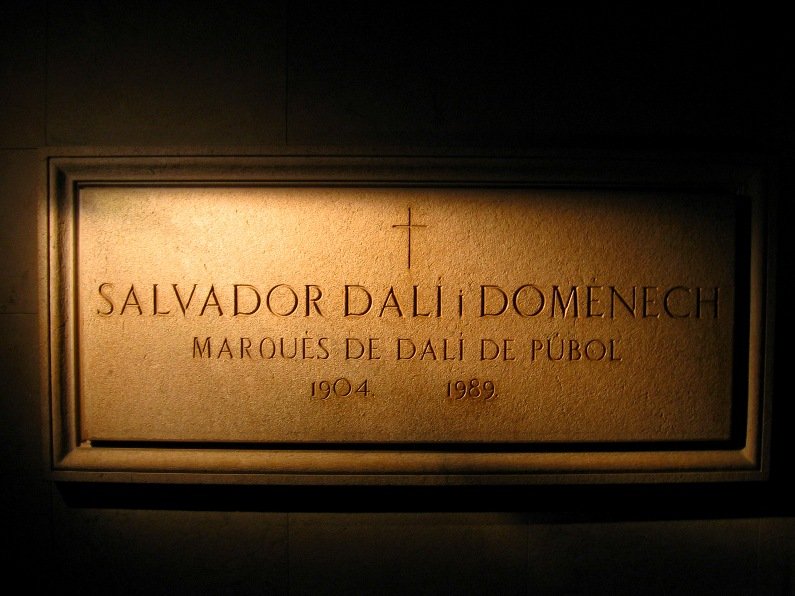 SALVADOR DALÍ i DOMÈNECH
MARQUÈS DE DALÍ DE PÚBOL
1904. 1989.